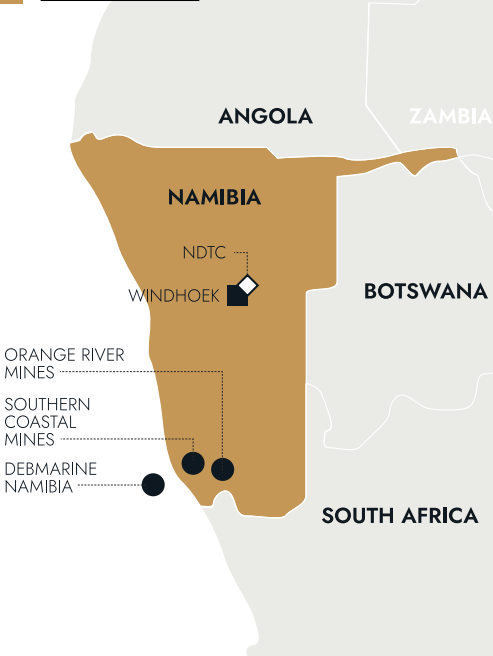 ANGOLA
ZAMBIA
NAMIBIA
NDTC
WINDHOEK
BOTSWANA
ORANGE RIVER
MINES
SOUTHERN
COASTAL
MINES
DEBMARINE
NAMIBIA
SOUTH AFRICA